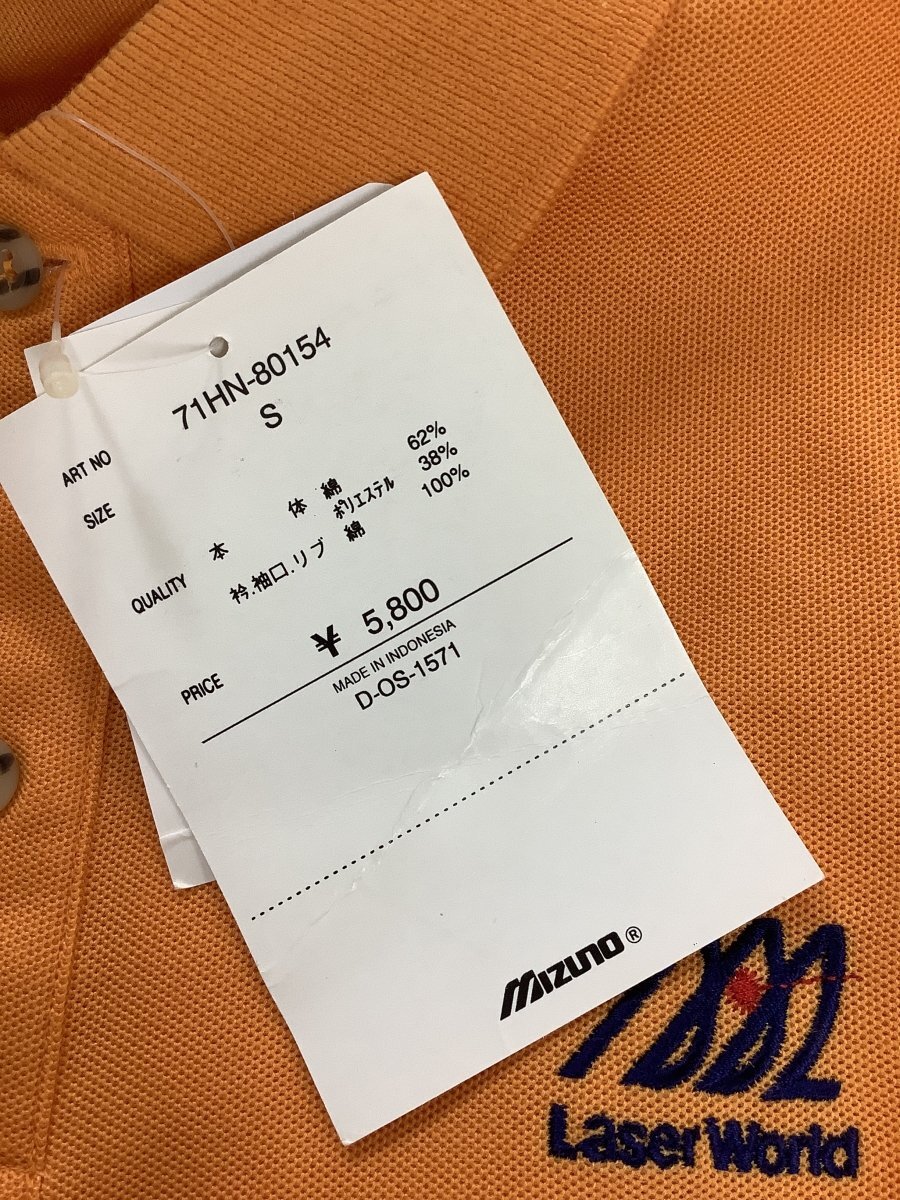 ART NO 71HN-80154
SIZE S
QUALITY 本 体 綿 62%
ポリエステル 38%
衿.袖口.リブ 綿 100%
PRICE ¥ 5,800
MADE IN INDONESIA
D-OS-1571
Mizuno ®
Laser World